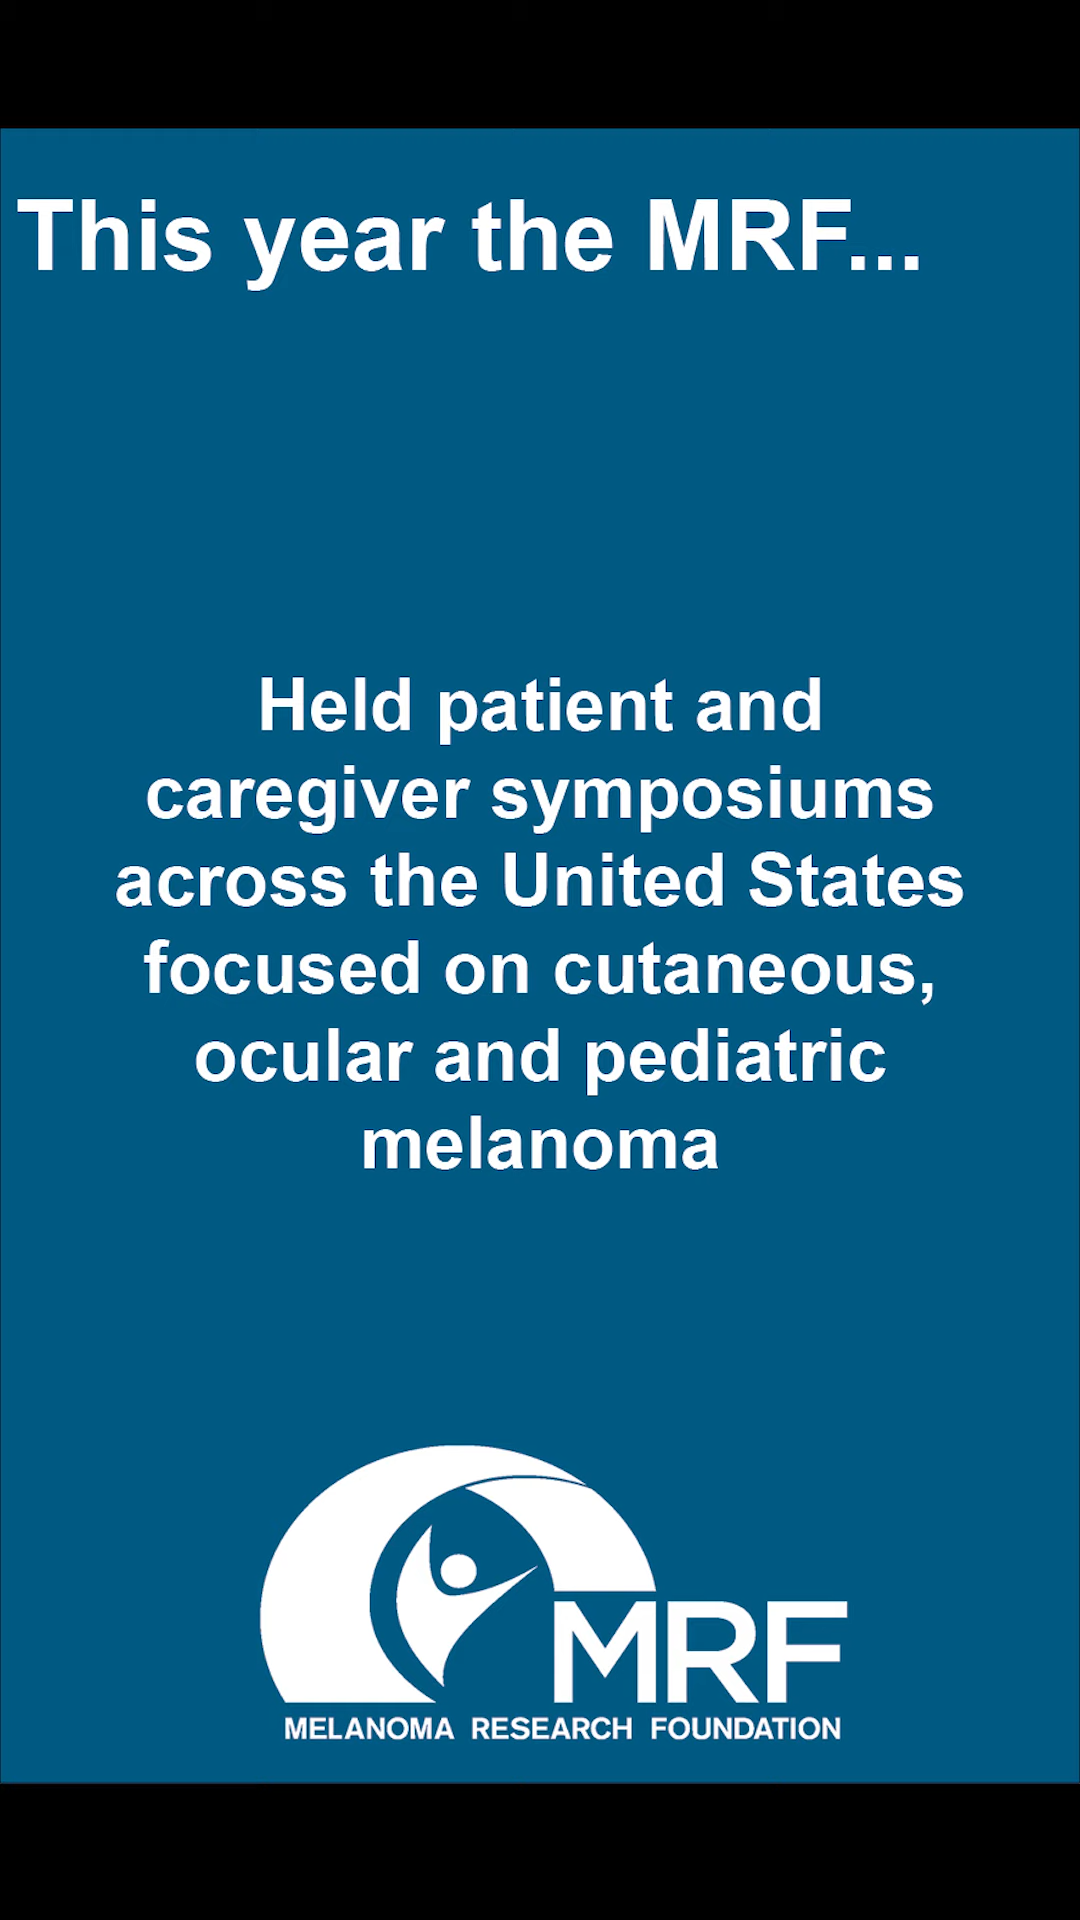 This year the MRF...
Held patient and
caregiver symposiums
across the United States
focused on cutaneous,
ocular and pediatric
melanoma
MRF
MELANOMA RESEARCH FOUNDATION